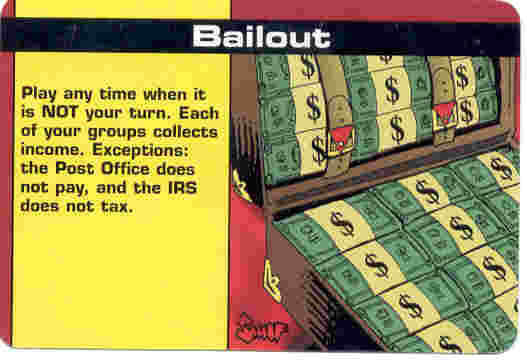 Bailout
Play any time when it
is NOT your turn. Each
of your groups collects
income. Exceptions:
the Post Office does
not pay, and the IRS
does not tax.